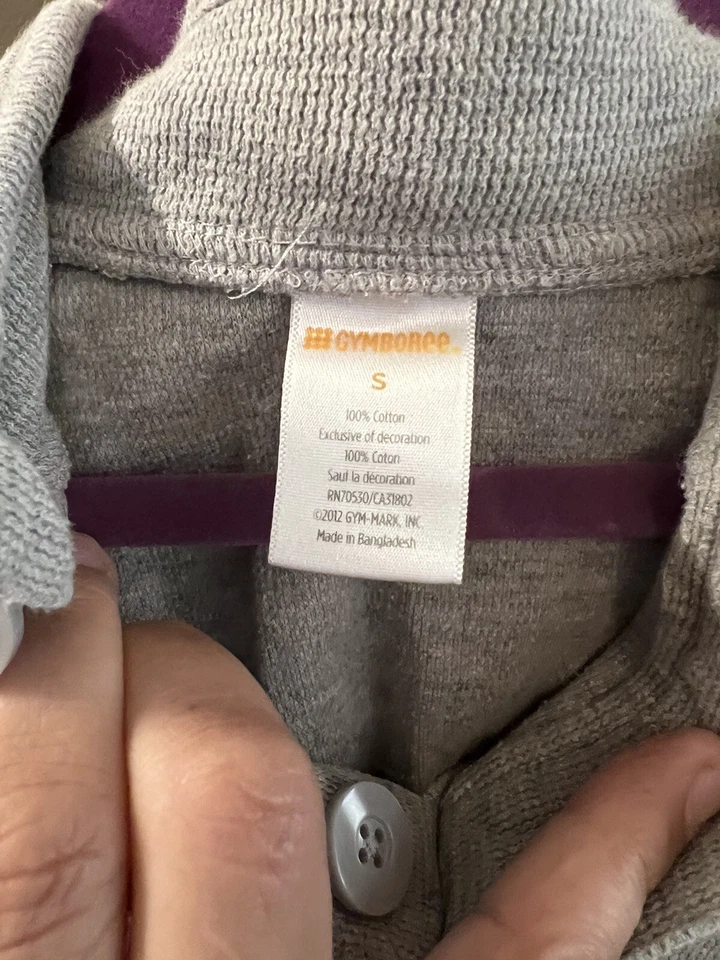 GYMBOREE
S
100% Cotton
Exclusive of decoration
100% Coton
Sauf la décoration
RN70530/CA31802
©2012 GYM-MARK, INC.
Made in Bangladesh